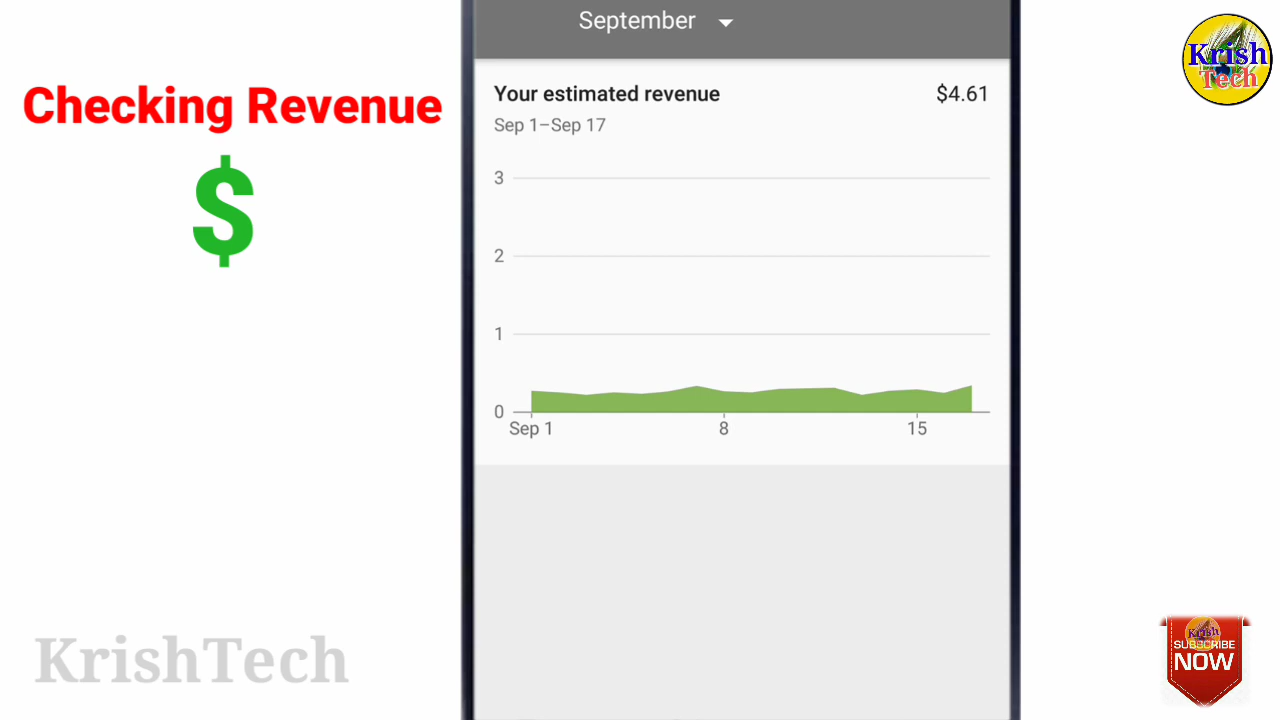 September
Krish
Tech
Checking Revenue
$
Your estimated revenue $4.61
Sep 1–Sep 17
3
2
1
0
Sep 1 8 15
KrishTech
Krish
SUBSCRIBE
NOW